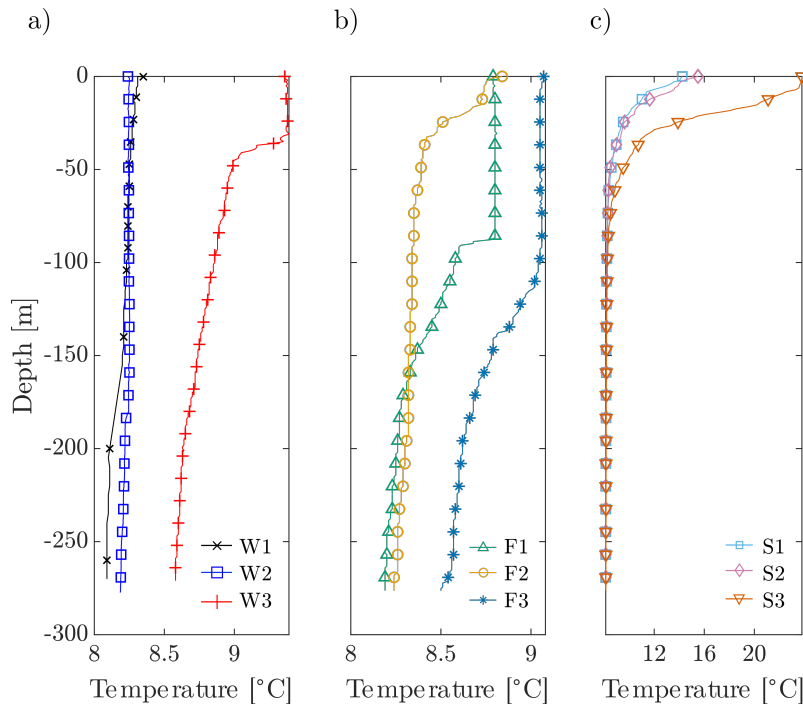 a)
b)
c)
0
-50
-100
-150
-200
-250
-300
Depth [m]
W1
W2
W3
F1
F2
F3
S1
S2
S3
8 8.5 9
8 8.5 9
12 16 20
Temperature [°C]
Temperature [°C]
Temperature [°C]